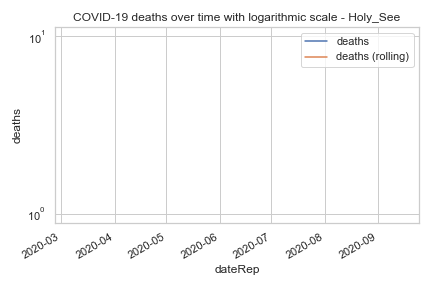 COVID-19 deaths over time with logarithmic scale - Holy_See
deaths
deaths (rolling)
10¹
10⁰
deaths
2020-03
2020-04
2020-05
2020-06
2020-07
2020-08
2020-09
dateRep